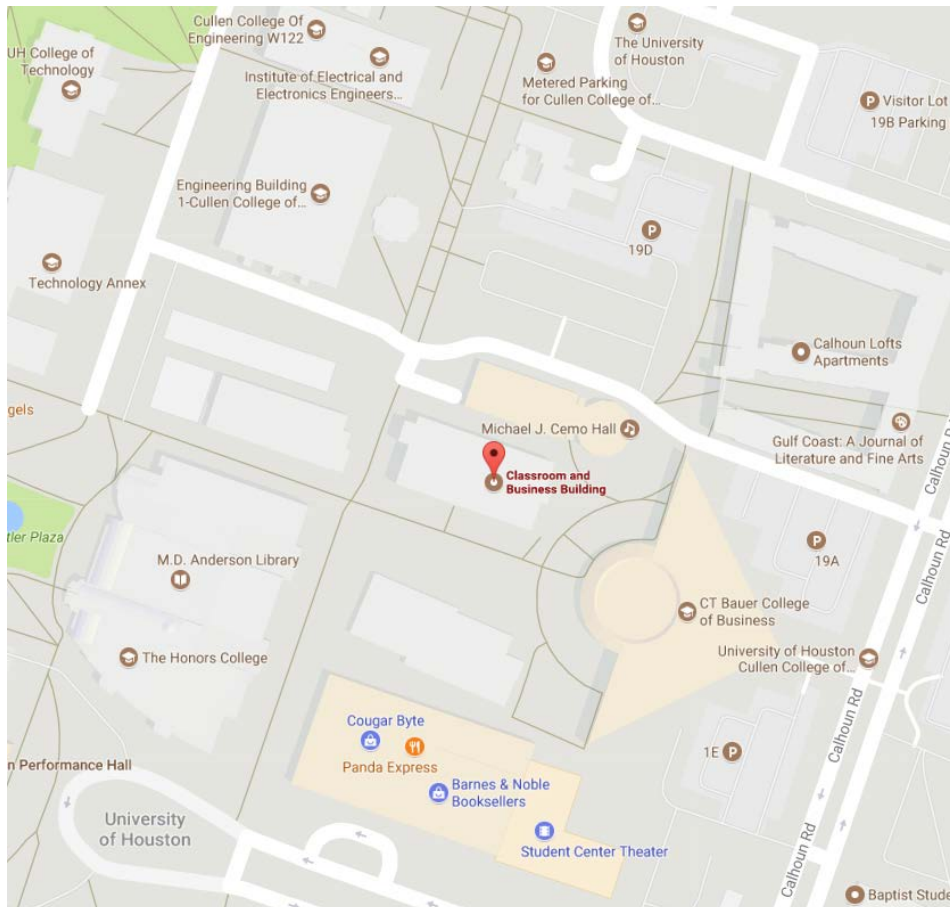 Cullen College Of
Engineering W122
The University
of Houston
UH College of
Technology
Institute of Electrical and
Electronics Engineers...
Metered Parking
for Cullen College of...
Visitor Lot
19B Parking
P
Engineering Building
1-Cullen College of...
P
19D
Technology Annex
Calhoun Lofts
Apartments
gels
Michael J. Cemo Hall
Gulf Coast: A Journal of
Literature and Fine Arts
Calhoun Rd
Classroom and
Business Building
tler Plaza
M.D. Anderson Library
P
19A
Calhoun Rd
CT Bauer College
of Business
The Honors College
University of Houston
Cullen College of...
Calhoun Rd
Cougar Byte
Panda Express
1E
P
n Performance Hall
Barnes & Noble
Booksellers
University
of Houston
Student Center Theater
Calhoun Rd
Baptist Stude